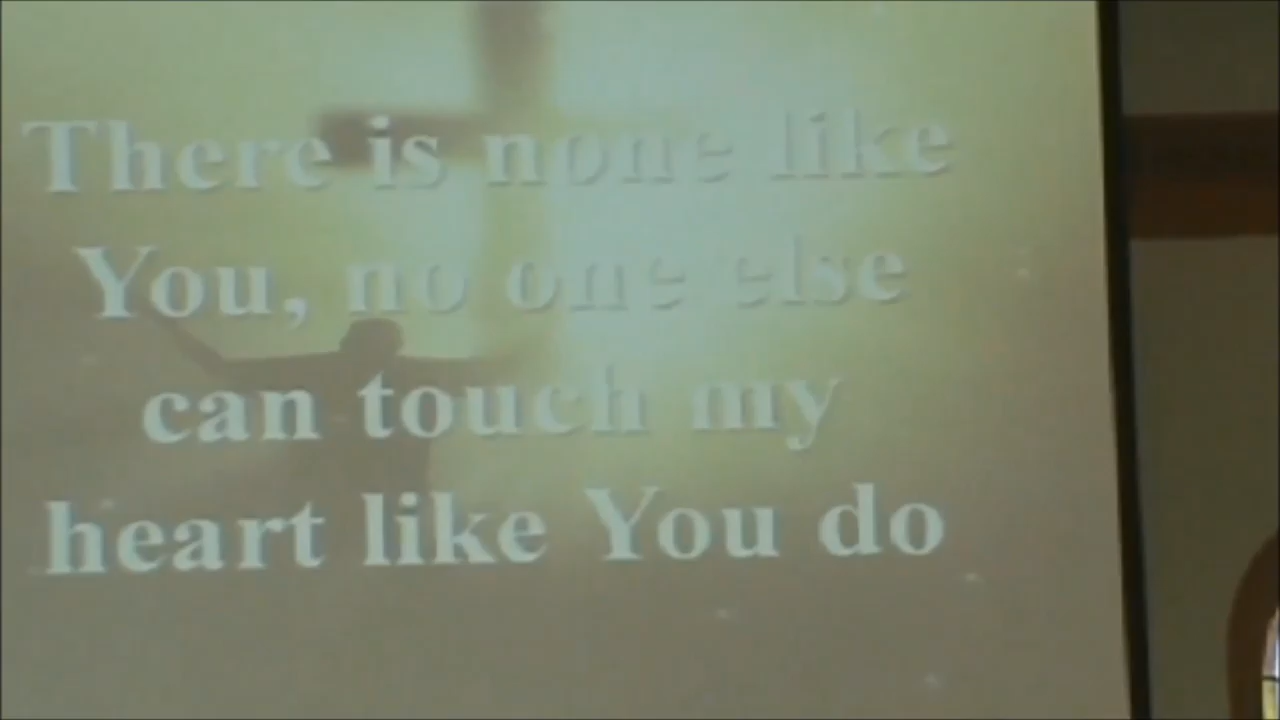 There is none like
You, no one else
can touch my
heart like You do